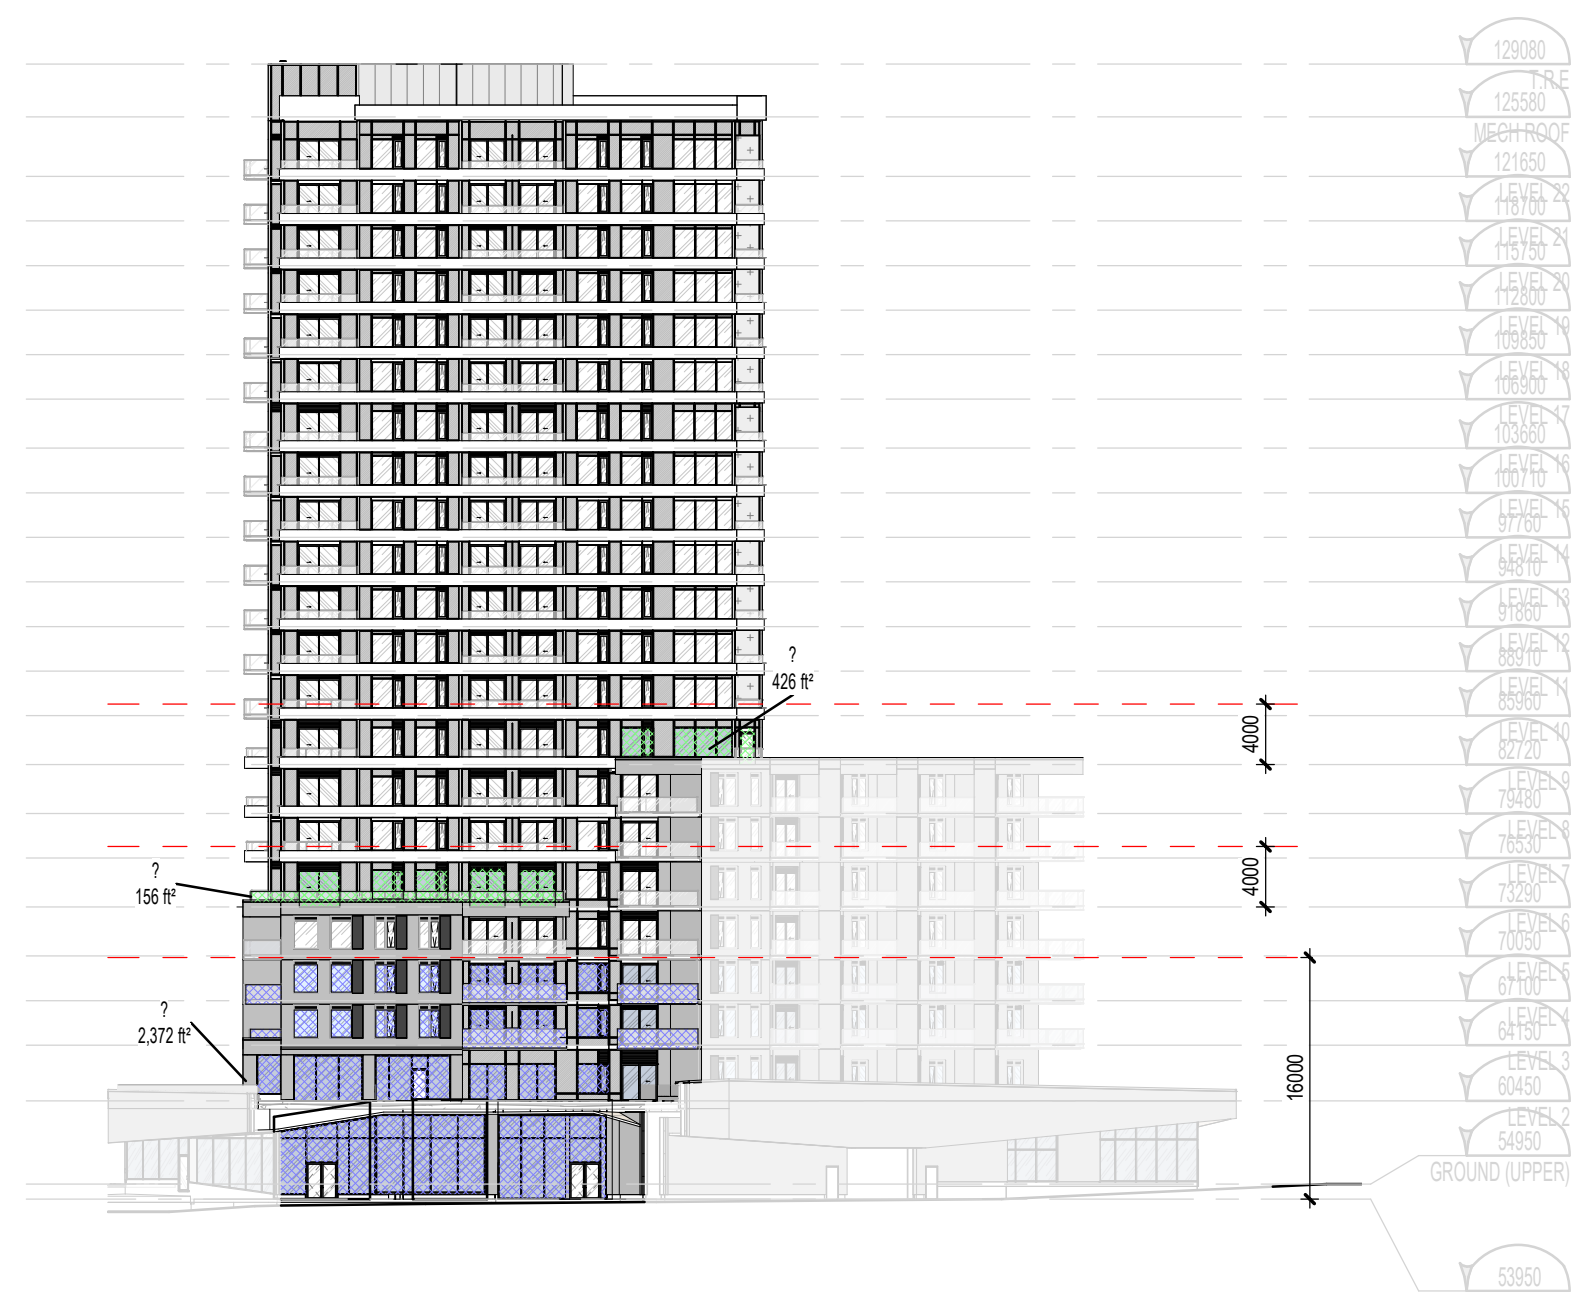 129080
T.R.E
125580
MECH ROOF
121650
LEVEL 22
118700
LEVEL 21
115750
LEVEL 20
112800
LEVEL 19
109850
LEVEL 18
106900
LEVEL 17
103660
LEVEL 16
100710
LEVEL 15
97760
LEVEL 14
94810
LEVEL 13
91860
LEVEL 12
88910
LEVEL 11
85960
LEVEL 10
82720
LEVEL 9
79480
LEVEL 8
76530
LEVEL 7
73290
LEVEL 6
70050
LEVEL 5
67100
LEVEL 4
64150
LEVEL 3
60450
LEVEL 2
54950
GROUND (UPPER)
53950
?
426 ft²
4000
4000
?
156 ft²
?
2,372 ft²
16000